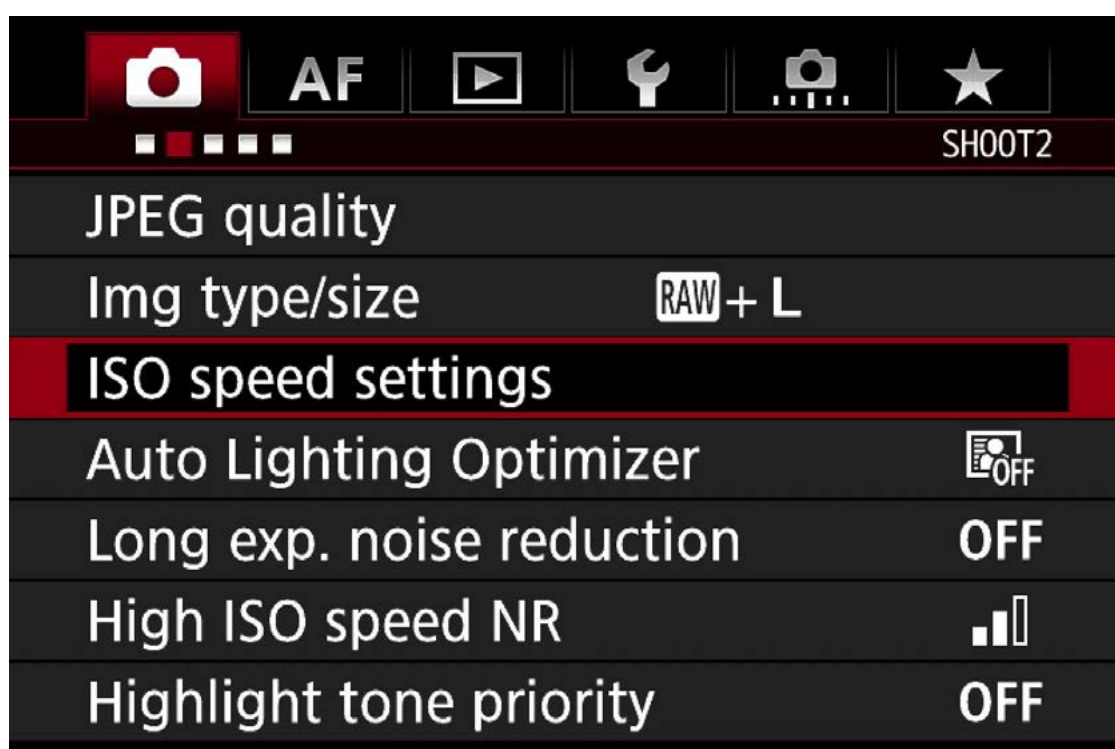 AF
SHOOT2
JPEG quality
Img type/size RAW + L
ISO speed settings
Auto Lighting Optimizer OFF
Long exp. noise reduction OFF
High ISO speed NR
Highlight tone priority OFF